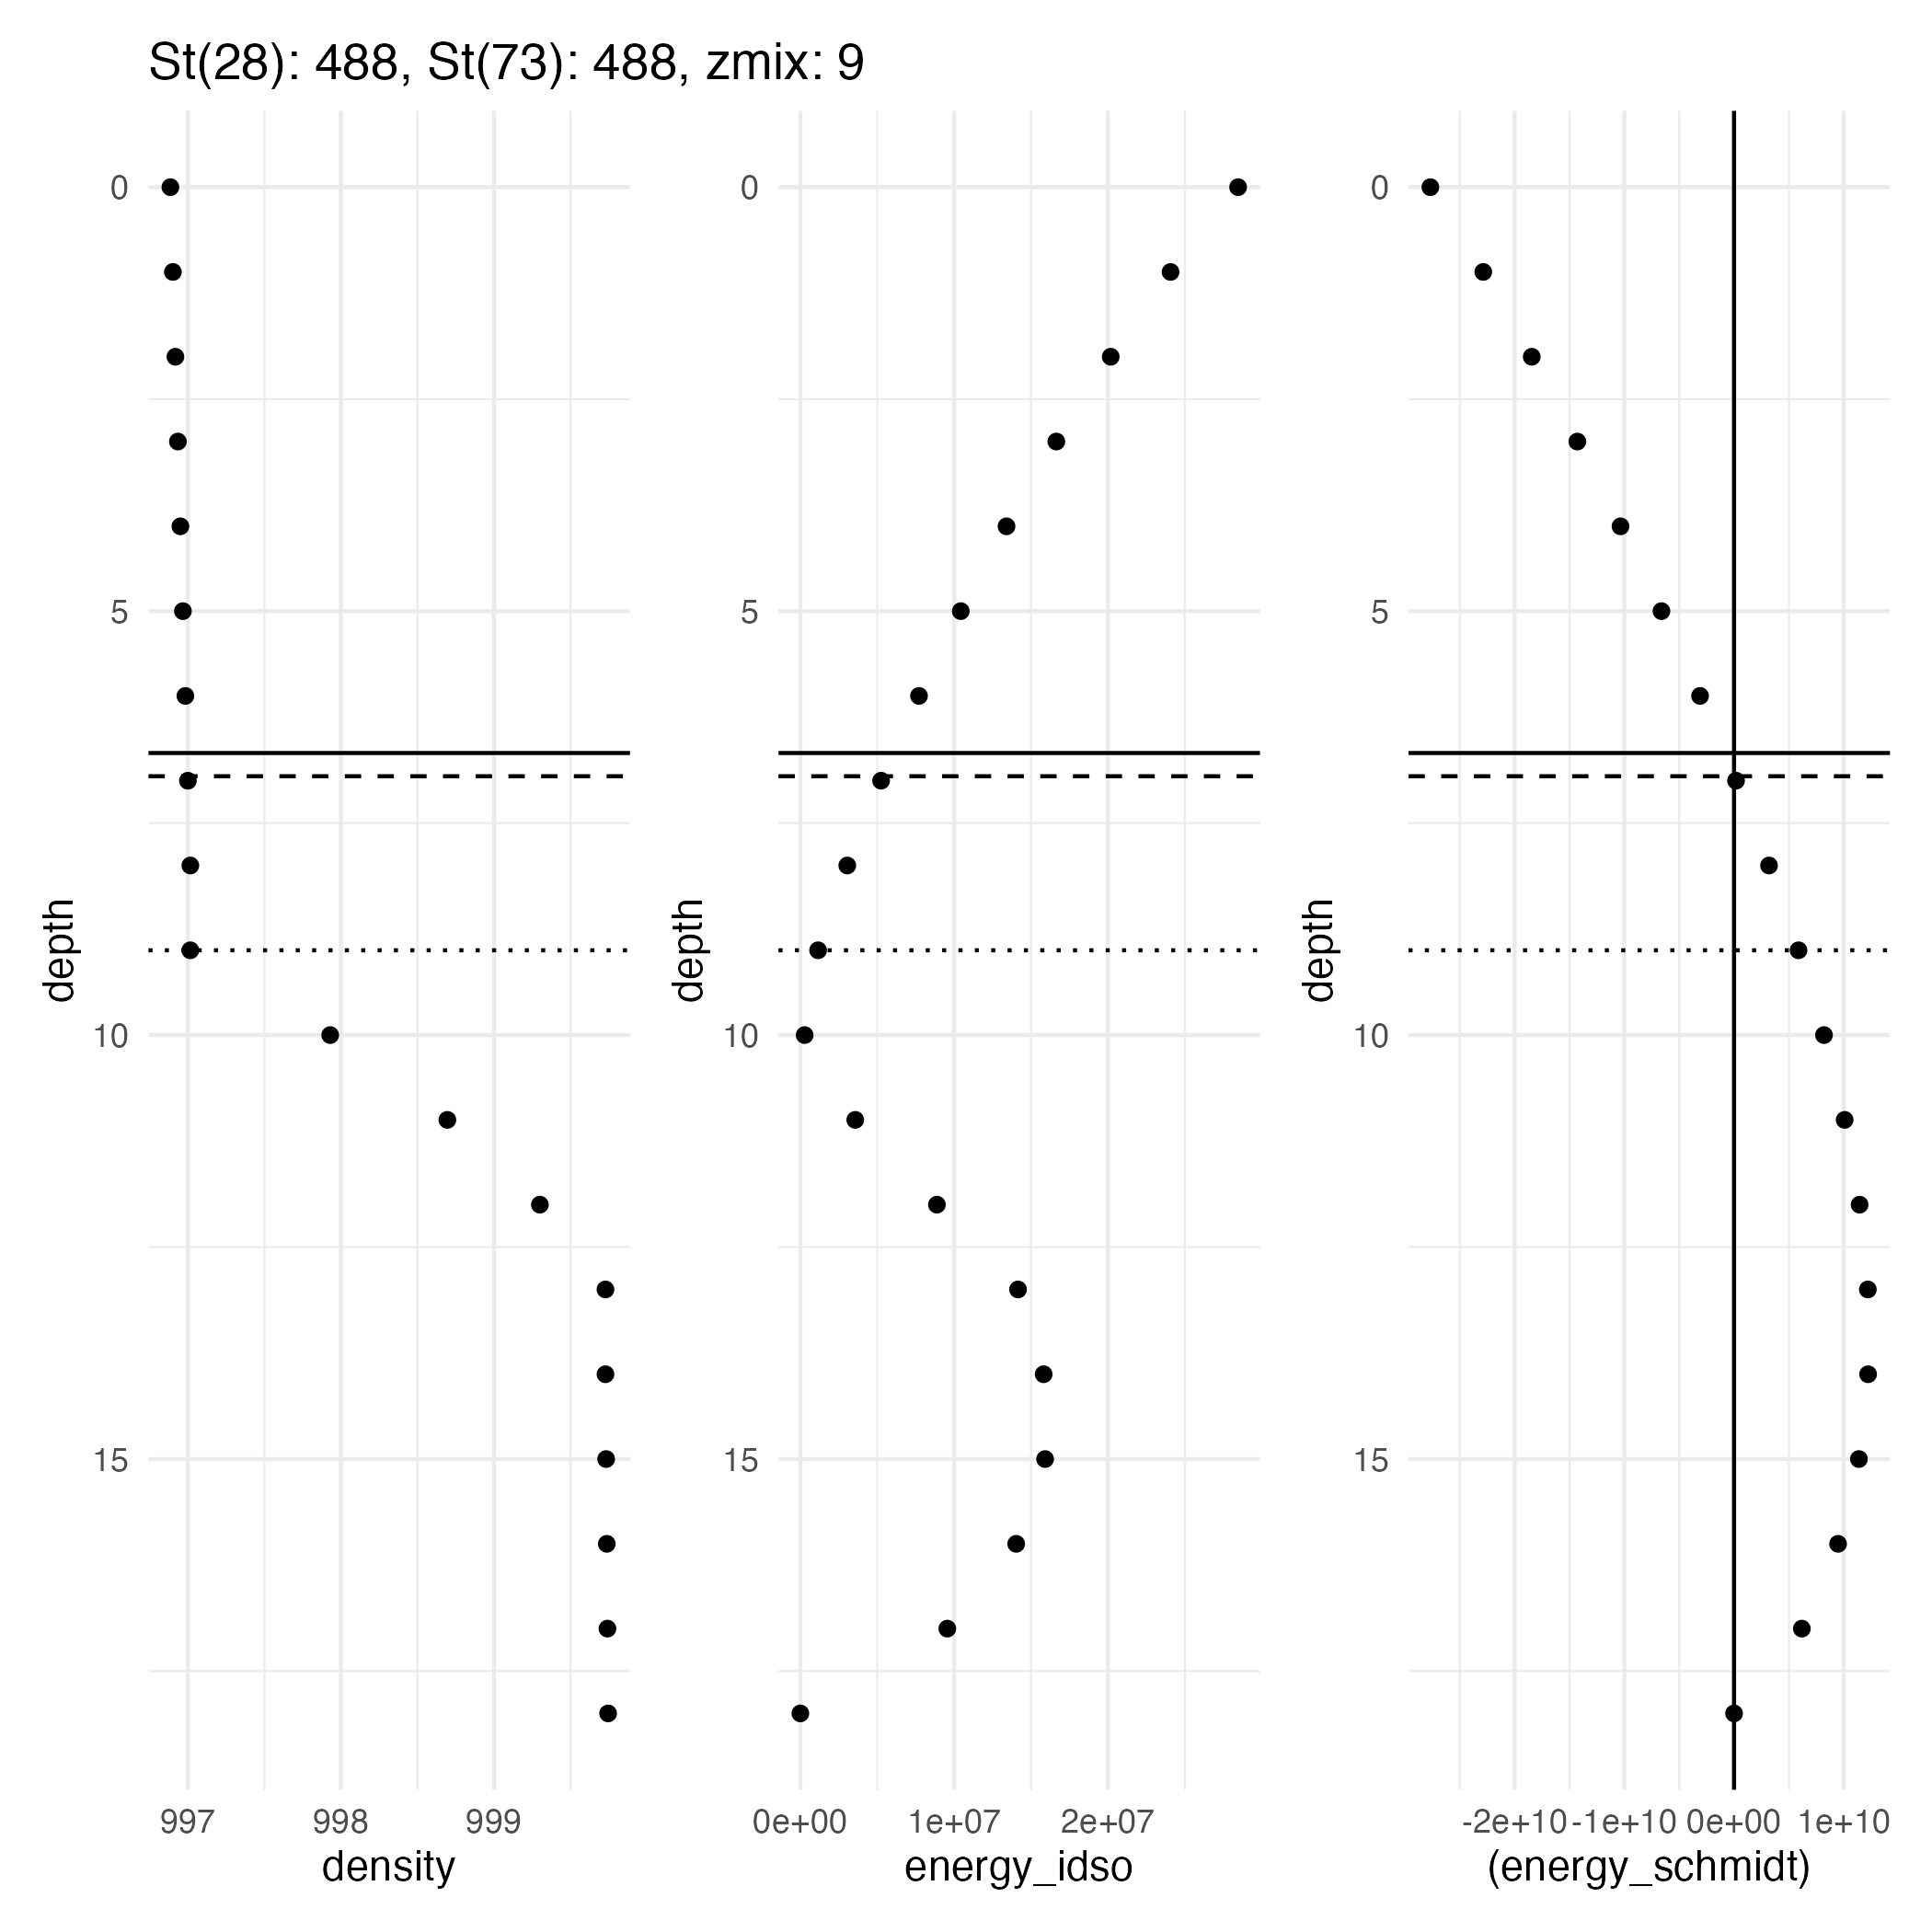 St(28): 488, St(73): 488, zmix: 9
depth
0
5
10
15
997 998 999
density
depth
0
5
10
15
0e+00 1e+07 2e+07
energy_idso
depth
0
5
10
15
-2e+10 -1e+10 0e+00 1e+10
(energy_schmidt)